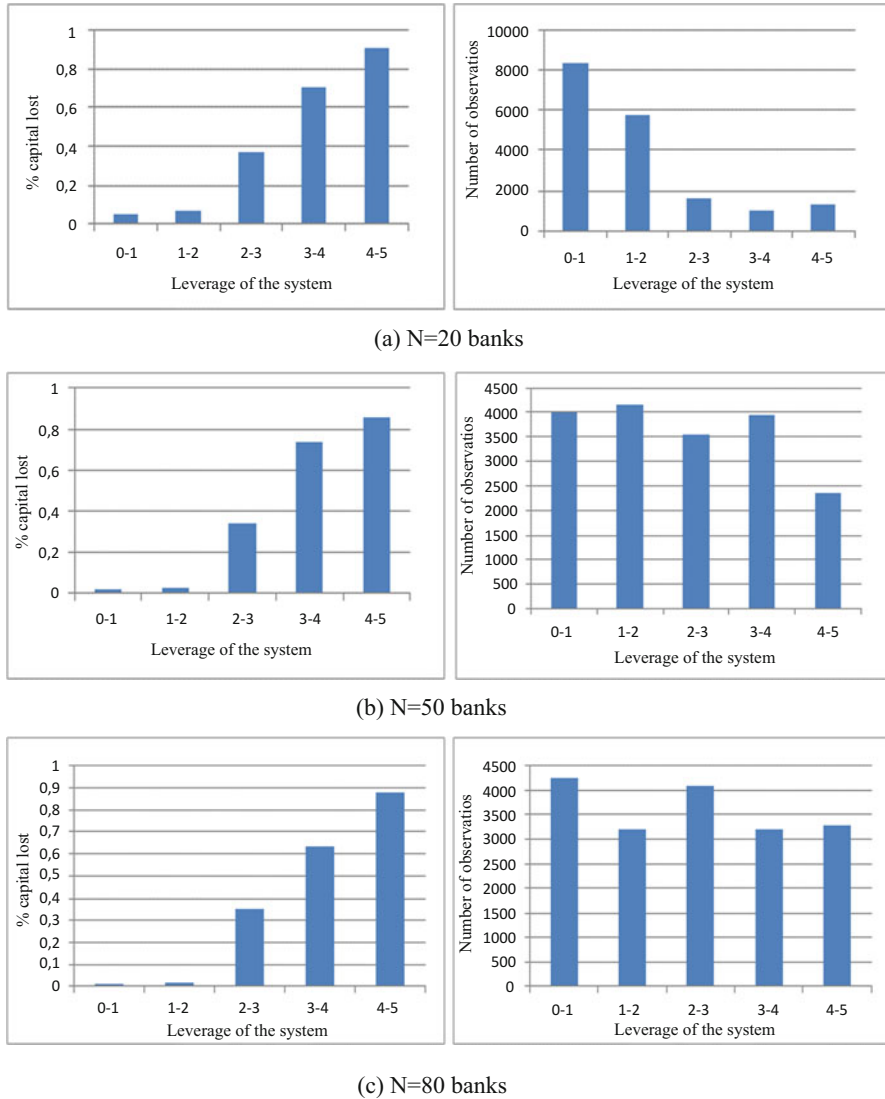 1
0,8
0,6
0,4
0,2
0
% capital lost
0-1 1-2 2-3 3-4 4-5
Leverage of the system
10000
8000
6000
4000
2000
0
Number of observatios
0-1 1-2 2-3 3-4 4-5
Leverage of the system
(a) N=20 banks
1
0,8
0,6
0,4
0,2
0
% capital lost
0-1 1-2 2-3 3-4 4-5
Leverage of the system
4500
4000
3500
3000
2500
2000
1500
1000
500
0
Number of observatios
0-1 1-2 2-3 3-4 4-5
Leverage of the system
(b) N=50 banks
1
0,9
0,8
0,7
0,6
0,5
0,4
0,3
0,2
0,1
0
% capital lost
0-1 1-2 2-3 3-4 4-5
Leverage of the system
4500
4000
3500
3000
2500
2000
1500
1000
500
0
Number of observatios
0-1 1-2 2-3 3-4 4-5
Leverage of the system
(c) N=80 banks